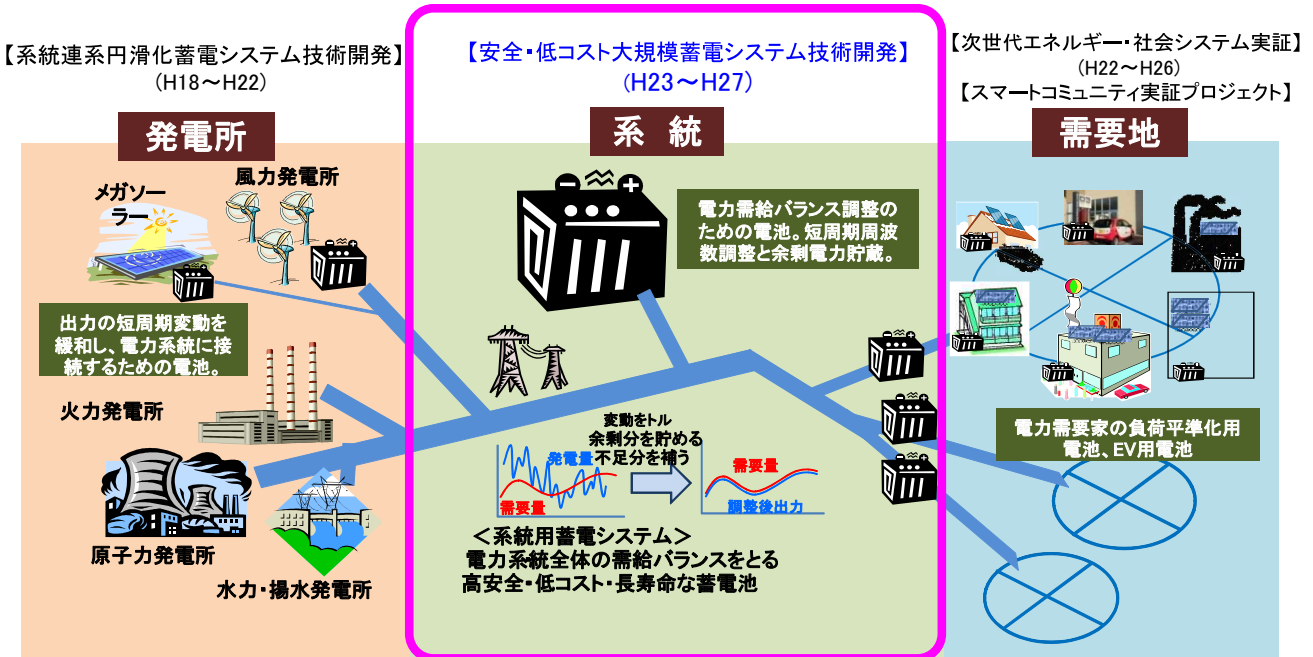 【系統連系円滑化蓄電システム技術開発】
(H18～H22)
発電所
メガソー
ラー
風力発電所
出力の短周期変動を
緩和し、電力系統に接
続するための電池。
火力発電所
原子力発電所
水力・揚水発電所
【安全・低コスト大規模蓄電システム技術開発】
(H23～H27)
系 統
電力需給バランス調整の
ための電池。短周期周波
数調整と余剰電力貯蔵。
変動をトル
余剰分を貯める
不足分を補う
発電量
需要量
需要量
調整後出力
＜系統用蓄電システム＞
電力系統全体の需給バランスをとる
高安全・低コスト・長寿命な蓄電池
【次世代エネルギー・社会システム実証】
(H22～H26)
【スマートコミュニティ実証プロジェクト】
需要地
電力需要家の負荷平準化用
電池、EV用電池